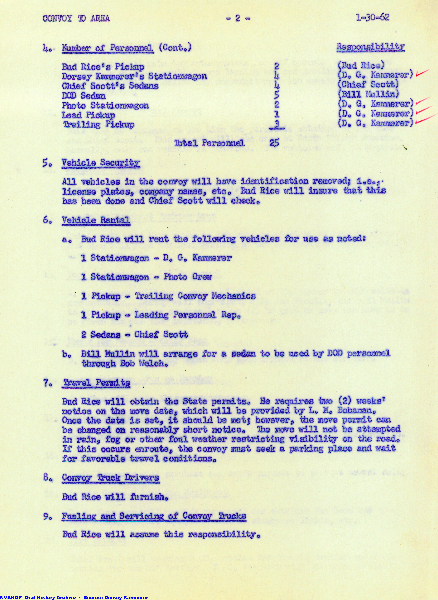 CONVOY TO AREA - 2 - 1-30-62
4. Number of Personnel (Cont.) Responsibility
Bud Rice's Pickup 2 (Bud Rice)
Dorsey Kammerer's Stationwagon 4 (D. G. Kammerer)
Chief Scott's Sedans 4 (Chief Scott)
DOD Sedan 5 (Bill Mullin)
Photo Stationwagon 2 (D. G. Kammerer)
Lead Pickup 1 (D. G. Kammerer)
Trailing Pickup 3 (D. G. Kammerer)
Total Personnel 25
5. Vehicle Security
All vehicles in the convoy will have identification removed; i.e.,
license plates, company names, etc. Bud Rice will insure that this
has been done and Chief Scott will check.
6. Vehicle Rental
a. Bud Rice will rent the following vehicles for use as noted:
1 Stationwagon - D. G. Kammerer
1 Stationwagon - Photo Crew
1 Pickup - Trailing Convoy Mechanics
1 Pickup - Leading Personnel Rep.
2 Sedans - Chief Scott
b. Bill Mullin will arrange for a sedan to be used by DOD personnel
through Bob Welch.
7. Travel Permits
Bud Rice will obtain the State permits. He requires two (2) weeks'
notice on the move date, which will be provided by L. M. Bohanan.
Once the date is set, it should be met; however, the move permit can
be changed on reasonably short notice. The move will not be attempted
in rain, fog or other foul weather restricting visibility on the road.
If this occurs enroute, the convoy must seek a parking place and wait
for favorable travel conditions.
8. Convoy Truck Drivers
Bud Rice will furnish.
9. Fueling and Servicing of Convoy Trucks
Bud Rice will assume this responsibility.